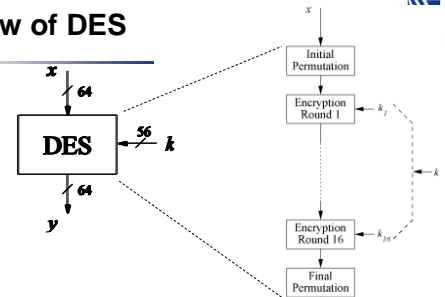 w of DES
x
64
DES
56
k
64
y
x
Initial
Permutation
Encryption
Round 1
k1
k
Encryption
Round 16
k16
Final
Permutation